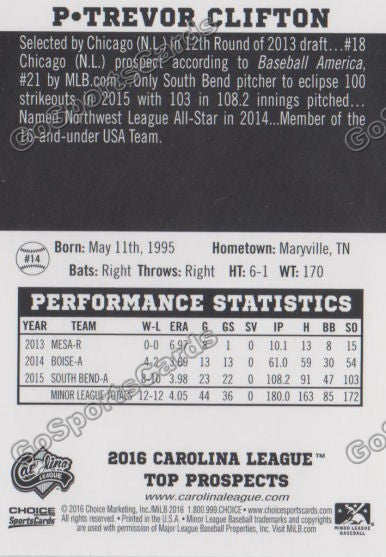 P•TREVOR CLIFTON
Selected by Chicago (N.L.) in 12th Round of 2013 draft...#18
Chicago (N.L.) prospect according to Baseball America,
#21 by MLB.com...Only South Bend pitcher to eclipse 100
strikeouts in 2015 with 103 in 108.2 innings pitched...
Named Northwest League All-Star in 2014...Member of the
16-and-under USA Team.
#14
Born: May 11th, 1995 Hometown: Maryville, TN
Bats: Right Throws: Right HT: 6-1 WT: 170
PERFORMANCE STATISTICS
YEAR TEAM W-L ERA G GS SV IP H BB SO
2013 MESA-R 0-0 6.97 8 1 0 10.1 13 8 15
2014 BOISE-A 4-2 3.69 13 13 0 61.0 59 30 54
2015 SOUTH BEND-A 8-10 3.98 23 22 0 108.2 91 47 103
MINOR LEAGUE TOTALS 12-12 4.05 44 36 0 180.0 163 85 172
Carolina
LEAGUE
2016 CAROLINA LEAGUE™
TOP PROSPECTS
www.carolinaleague.com
CHOICE
SportsCards
© 2016 Choice Marketing, Inc./MiLB 2016 1.800.999.CHOICE • www.choicesportscards.com
All rights reserved. • Printed in the U.S.A. • Minor League Baseball trademarks and copyrights
are used with permission of Major League Baseball Properties, Inc. Visit MiLB.com
MINOR LEAGUE
BASEBALL
GoSportsCards
GoSportsCards
GoSportsCards